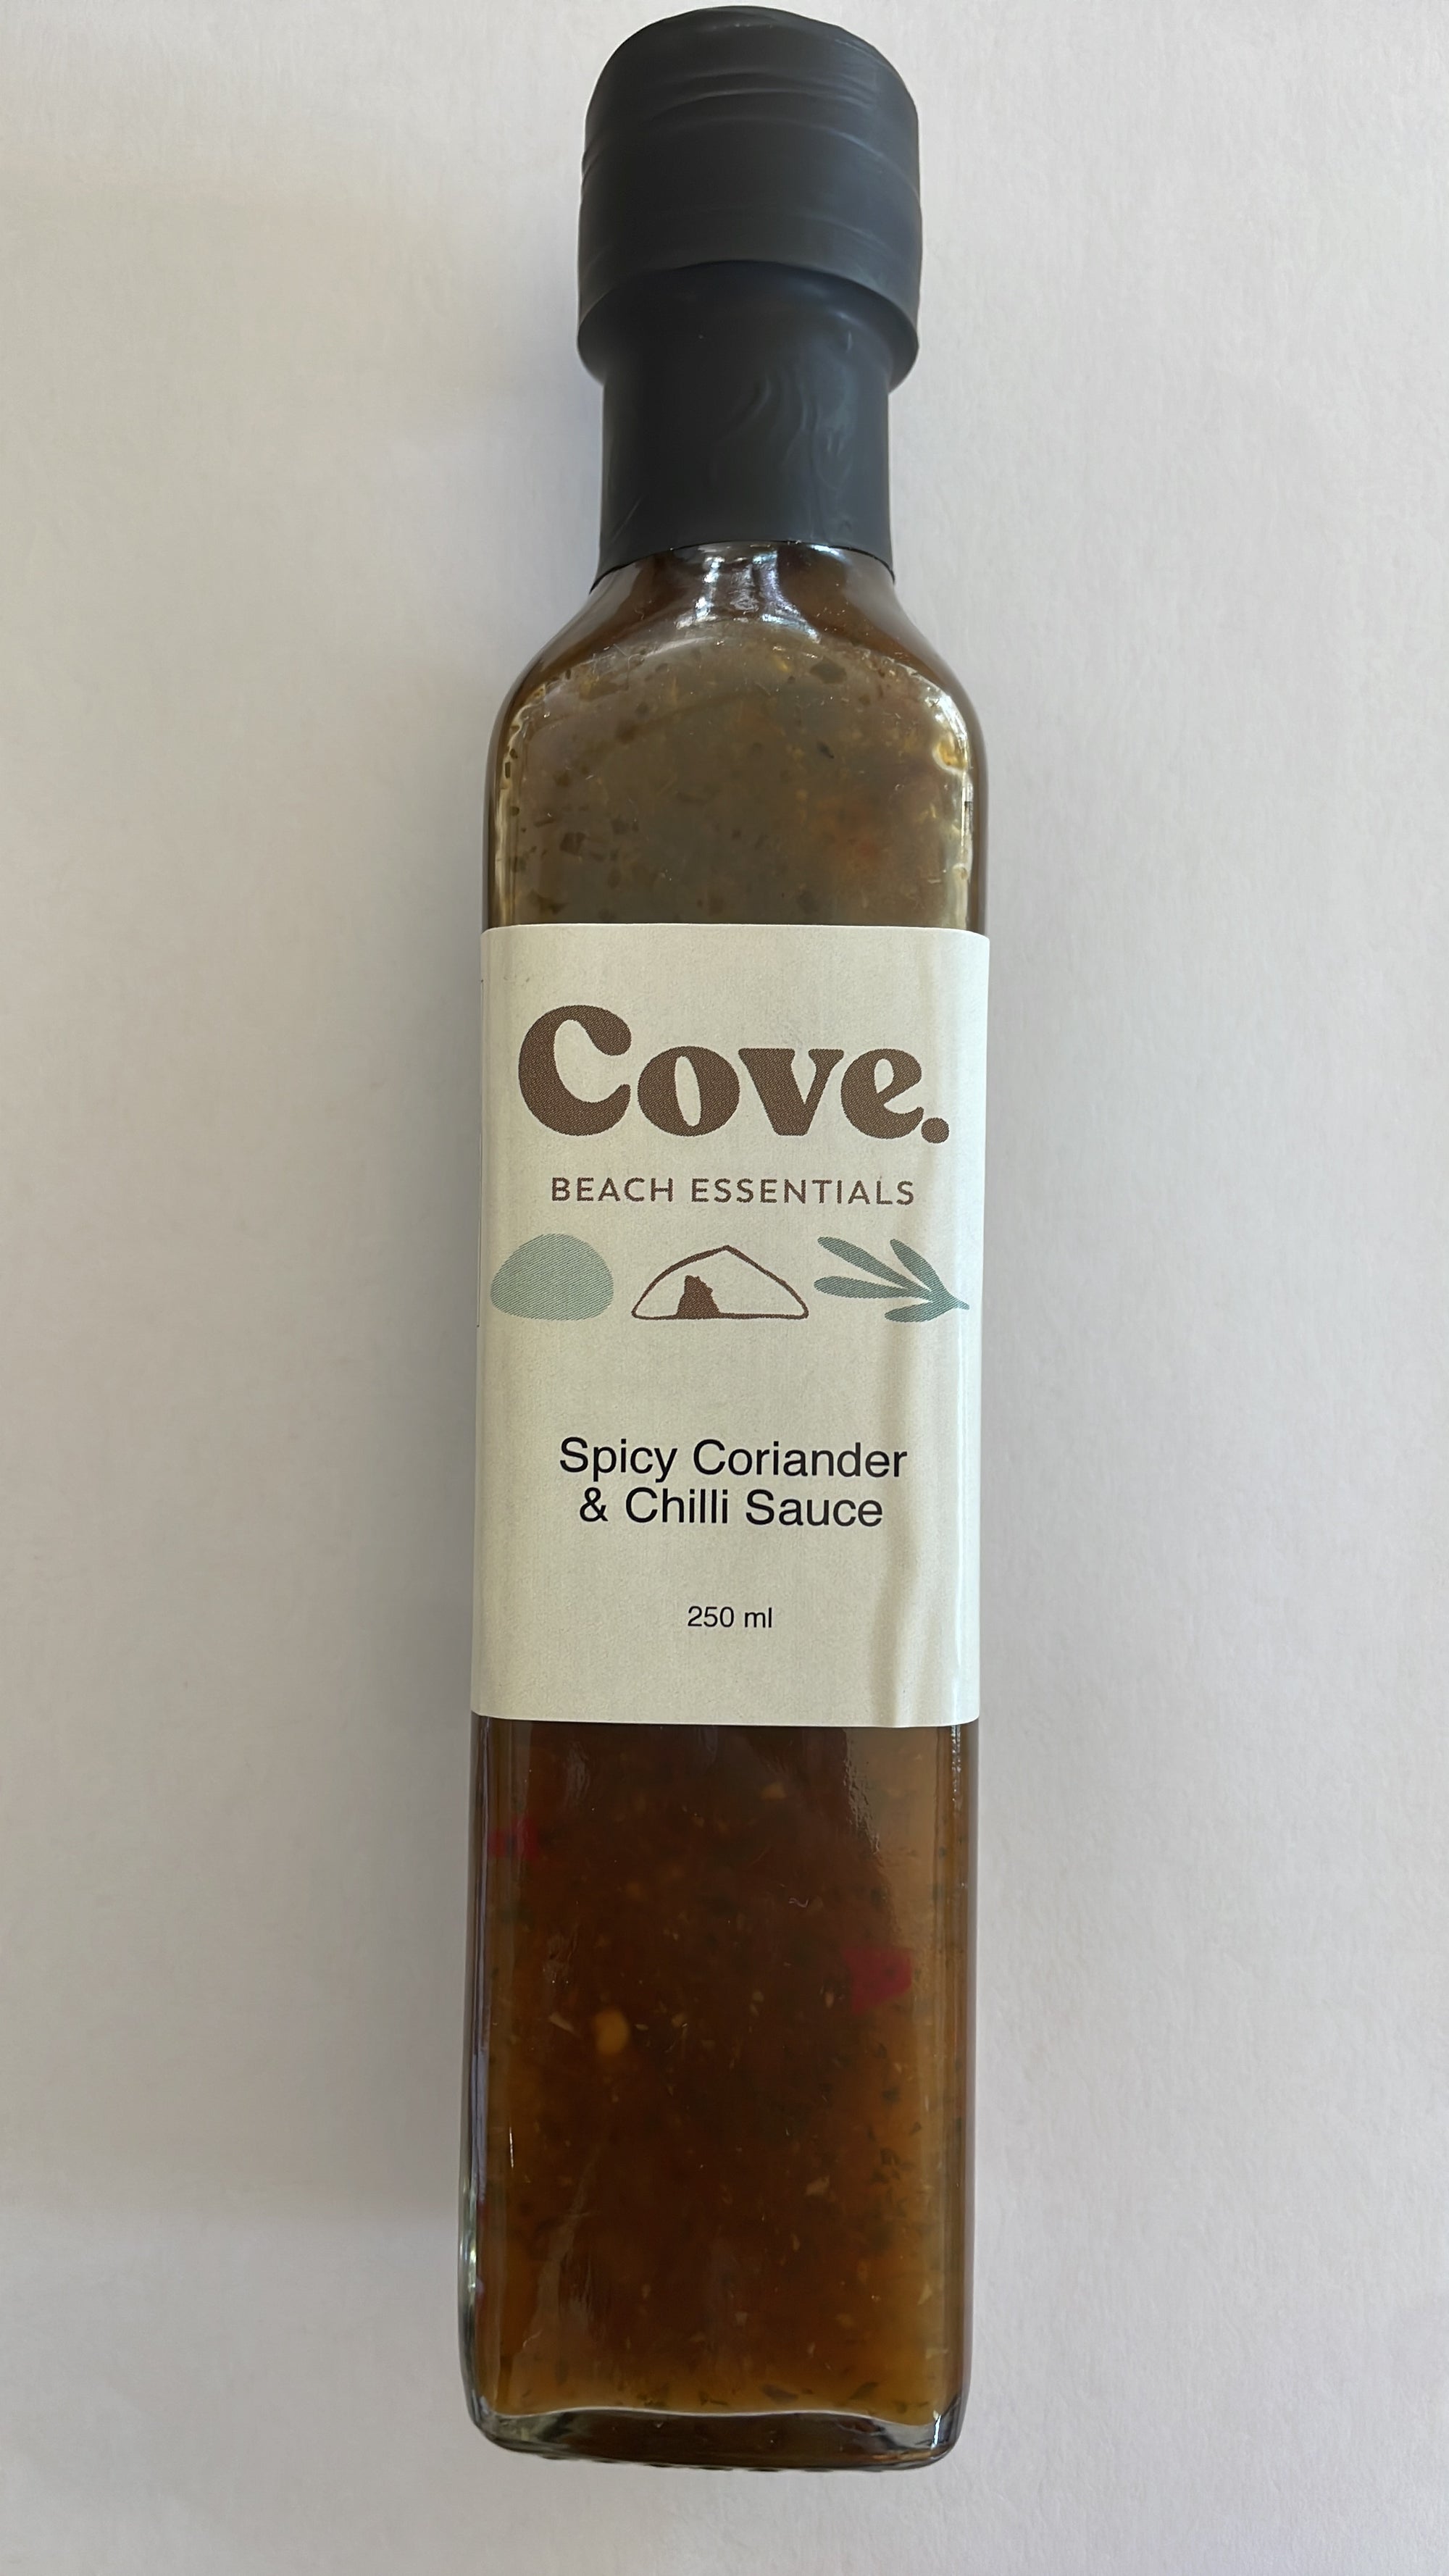 Cove.
BEACH ESSENTIALS
Spicy Coriander
& Chilli Sauce
250 ml